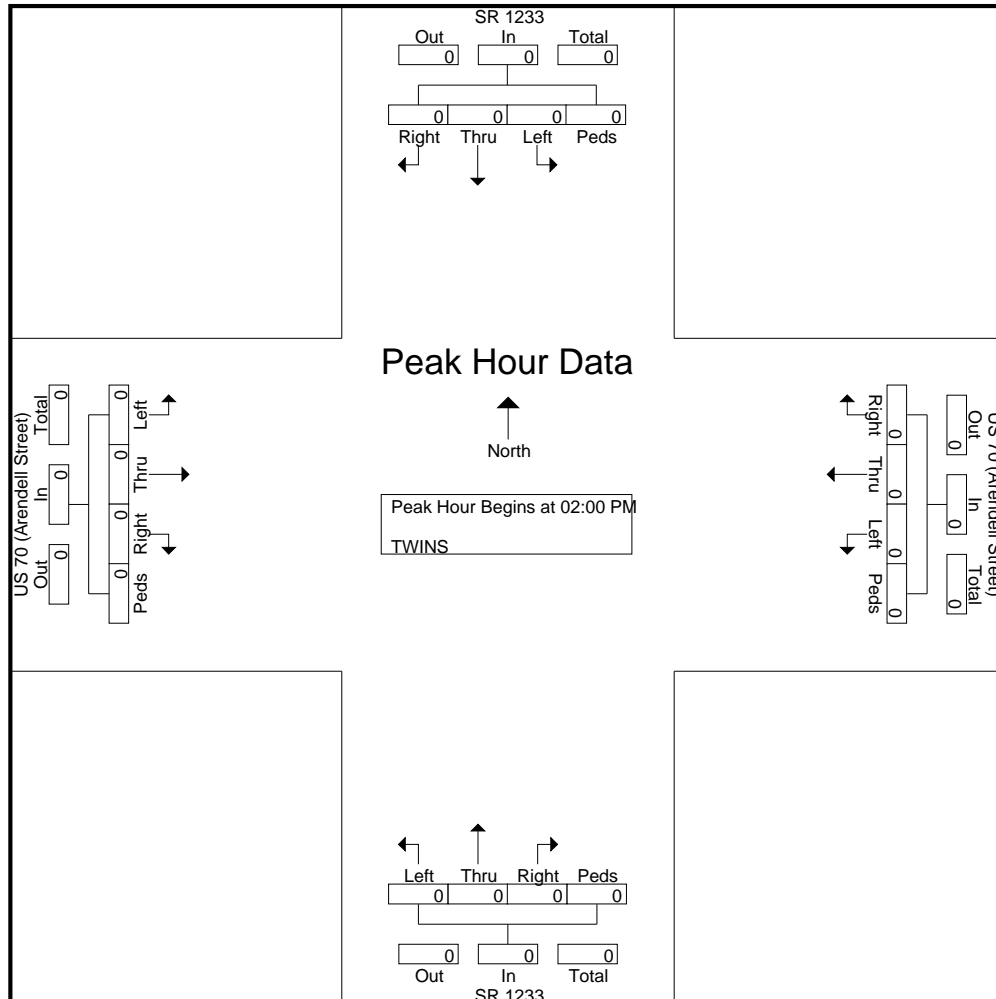 SR 1233
Out In Total
0 0 0
0 0 0 0
Right Thru Left Peds
Peak Hour Data
North
Peak Hour Begins at 02:00 PM
TWINS
US 70 (Arendell Street)
Total In Out
0 0 0
0 0 0 0
Left Thru Right Peds
US 70 (Arendell Street)
Out In Total
0 0 0
0 0 0 0
Right Thru Left Peds
Left Thru Right Peds
0 0 0 0
0 0 0
Out In Total
SR 1233